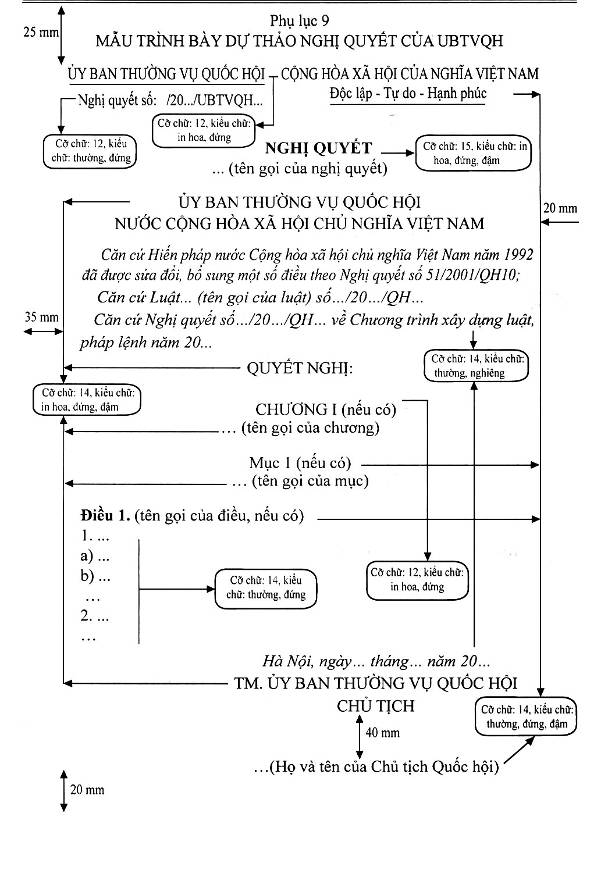 Phụ lục 9
25 mm
MẪU TRÌNH BÀY DỰ THẢO NGHỊ QUYẾT CỦA UBTVQH
ỦY BAN THƯỜNG VỤ QUỐC HỘI
CỘNG HÒA XÃ HỘI CỦA NGHĨA VIỆT NAM
Nghị quyết số: /20.../UBTVQH...
Độc lập - Tự do - Hạnh phúc
Cỡ chữ: 12, kiểu
chữ: thường, đứng
Cỡ chữ: 12, kiểu chữ:
in hoa, đứng
NGHỊ QUYẾT
Cỡ chữ: 15, kiểu chữ: in
hoa, đứng, đậm
... (tên gọi của nghị quyết)
ỦY BAN THƯỜNG VỤ QUỐC HỘI
20 mm
NƯỚC CỘNG HÒA XÃ HỘI CHỦ NGHĨA VIỆT NAM
Căn cứ Hiến pháp nước Cộng hòa xã hội chủ nghĩa Việt Nam năm 1992
đã được sửa đổi, bổ sung một số điều theo Nghị quyết số 51/2001/QH10;
Căn cứ Luật... (tên gọi của luật) số.../20.../QH...
35 mm
Căn cứ Nghị quyết số.../20.../QH... về Chương trình xây dựng luật,
pháp lệnh năm 20...
QUYẾT NGHỊ:
Cỡ chữ: 14, kiểu chữ:
thường, nghiêng
Cỡ chữ: 14, kiểu chữ:
in hoa, đứng, đậm
CHƯƠNG I (nếu có)
... (tên gọi của chương)
Mục 1 (nếu có)
... (tên gọi của mục)
Điều 1. (tên gọi của điều, nếu có)
1. ...
a) ...
b) ...
...
2. ...
...
Cỡ chữ: 14, kiểu
chữ: thường, đứng
Cỡ chữ: 12, kiểu chữ:
in hoa, đứng
Hà Nội, ngày... tháng... năm 20...
TM. ỦY BAN THƯỜNG VỤ QUỐC HỘI
CHỦ TỊCH
Cỡ chữ: 14, kiểu chữ:
thường, đứng, đậm
40 mm
...(Họ và tên của Chủ tịch Quốc hội)
20 mm